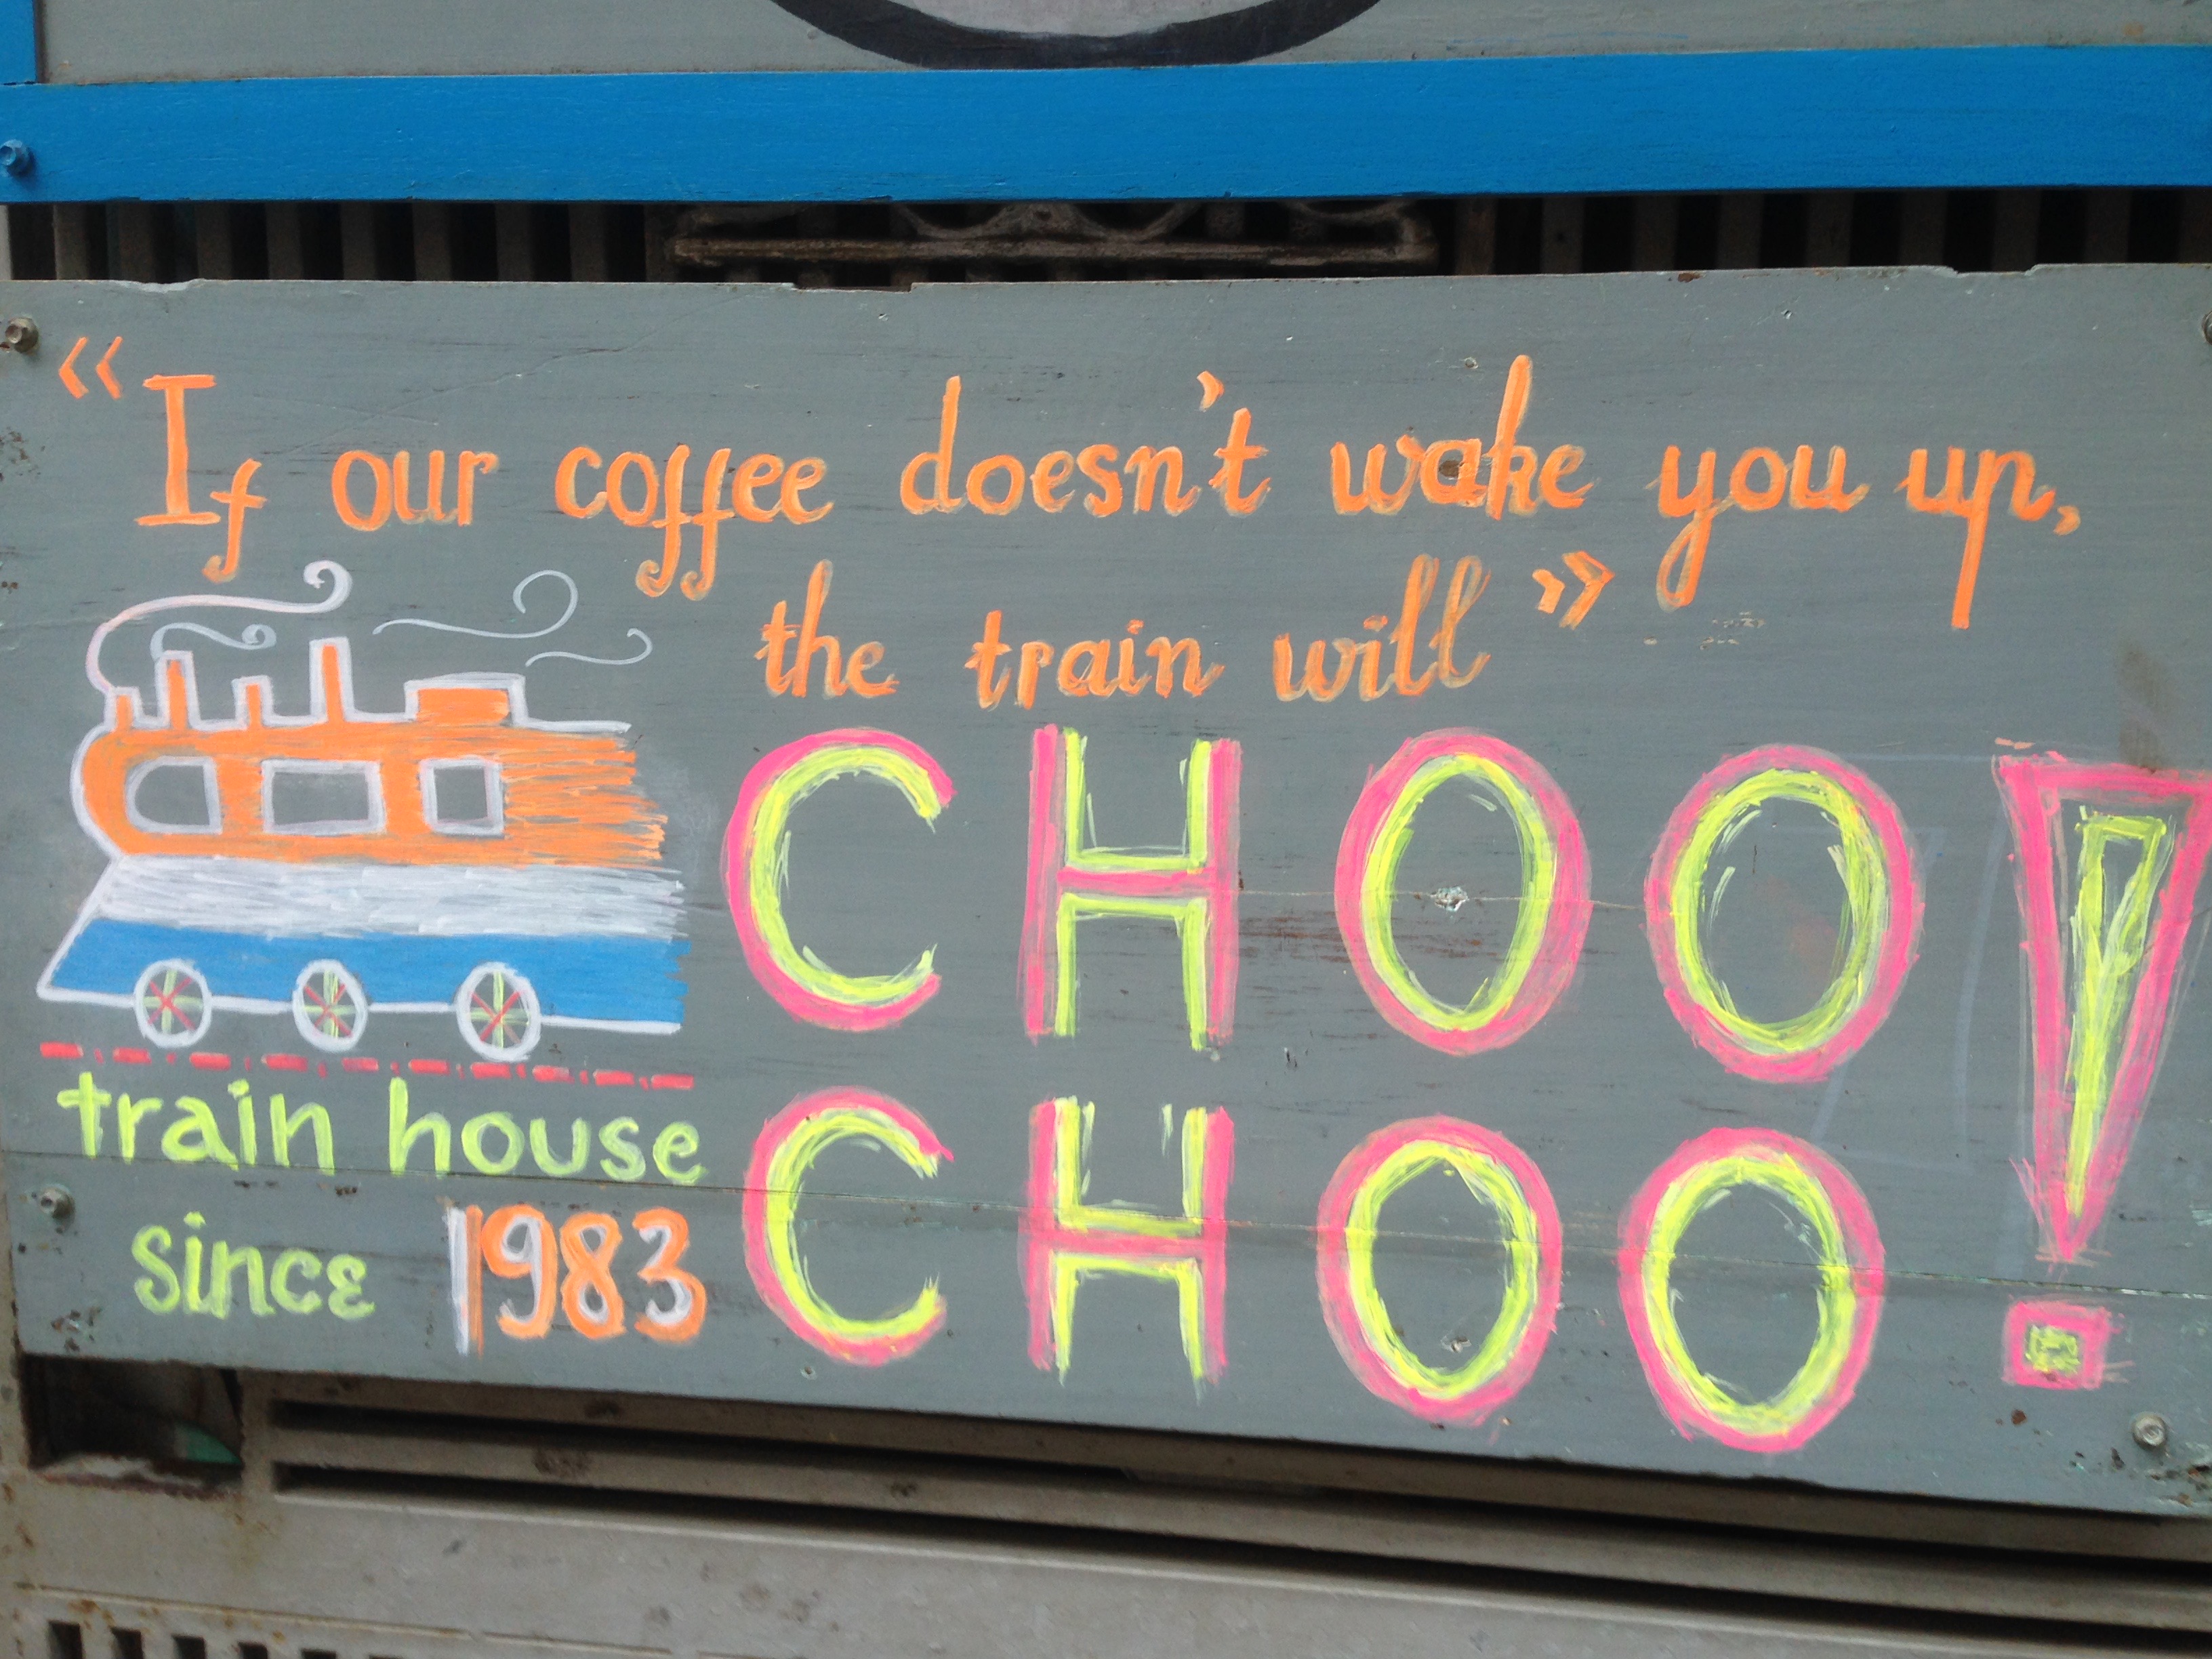 “If our coffee doesn't wake you up,
the train will”
CHOO
CHOO!
train house
since 1983